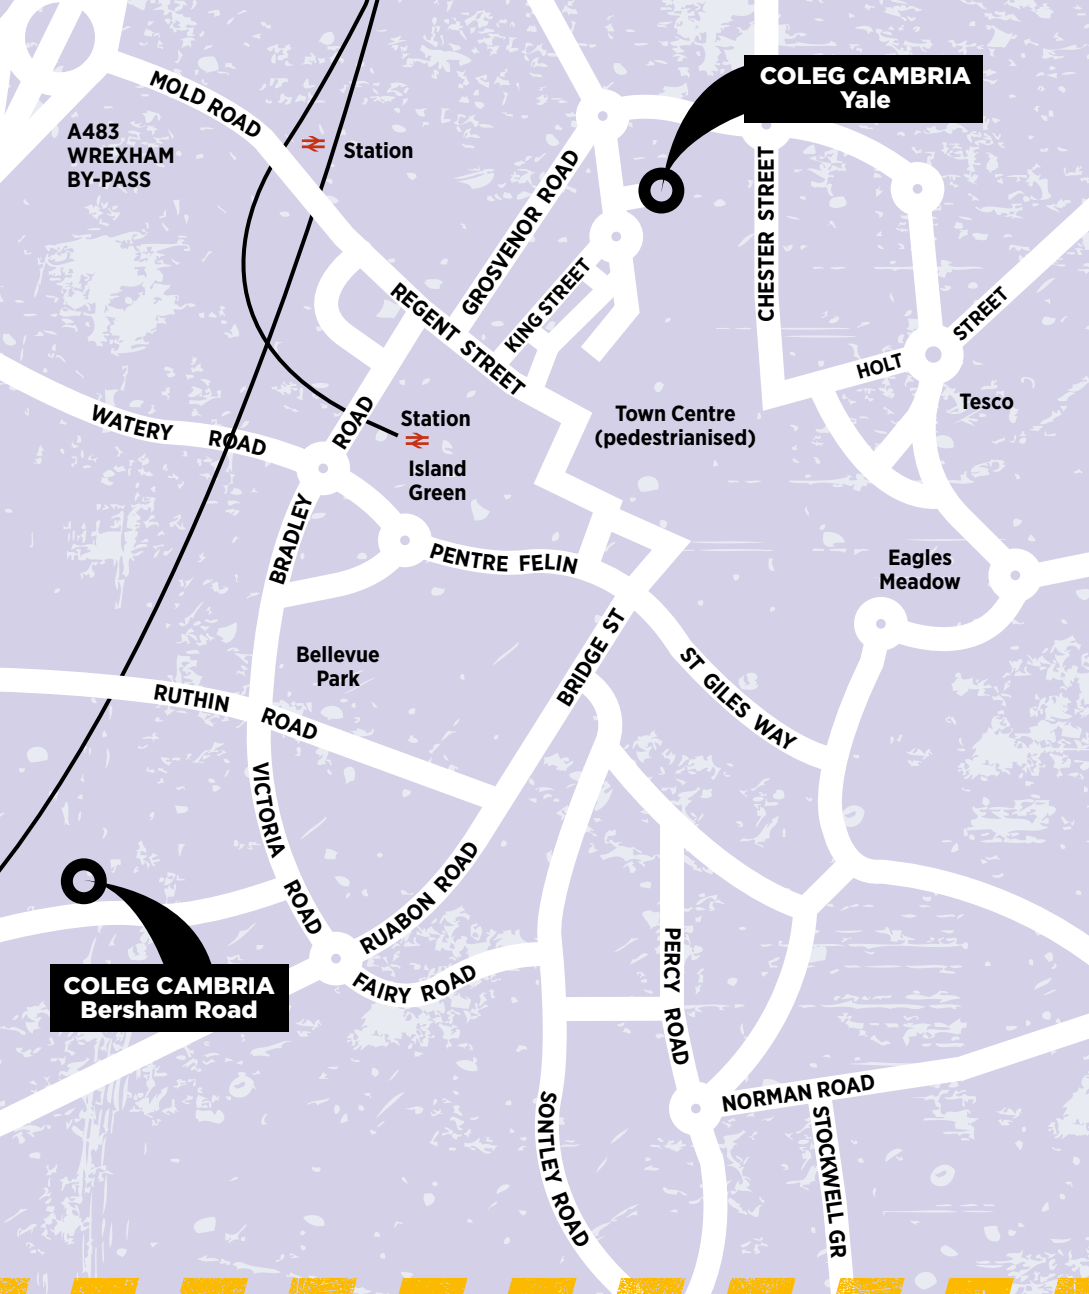 COLEG CAMBRIA
Yale
MOLD ROAD
A483
WREXHAM
BY-PASS
Station
GROSVENOR ROAD
CHESTER STREET
KING STREET
REGENT STREET
HOLT STREET
Tesco
WATERY ROAD
BRADLEY ROAD
Station
Island
Green
Town Centre
(pedestrianised)
PENTRE FELIN
Eagles
Meadow
Bellevue
Park
BRIDGE ST
ST GILES WAY
RUTHIN ROAD
VICTORIA ROAD
RUABON ROAD
FAIRY ROAD
COLEG CAMBRIA
Bersham Road
PERCY ROAD
NORMAN ROAD
SONTLEY ROAD
STOCKWELL GR